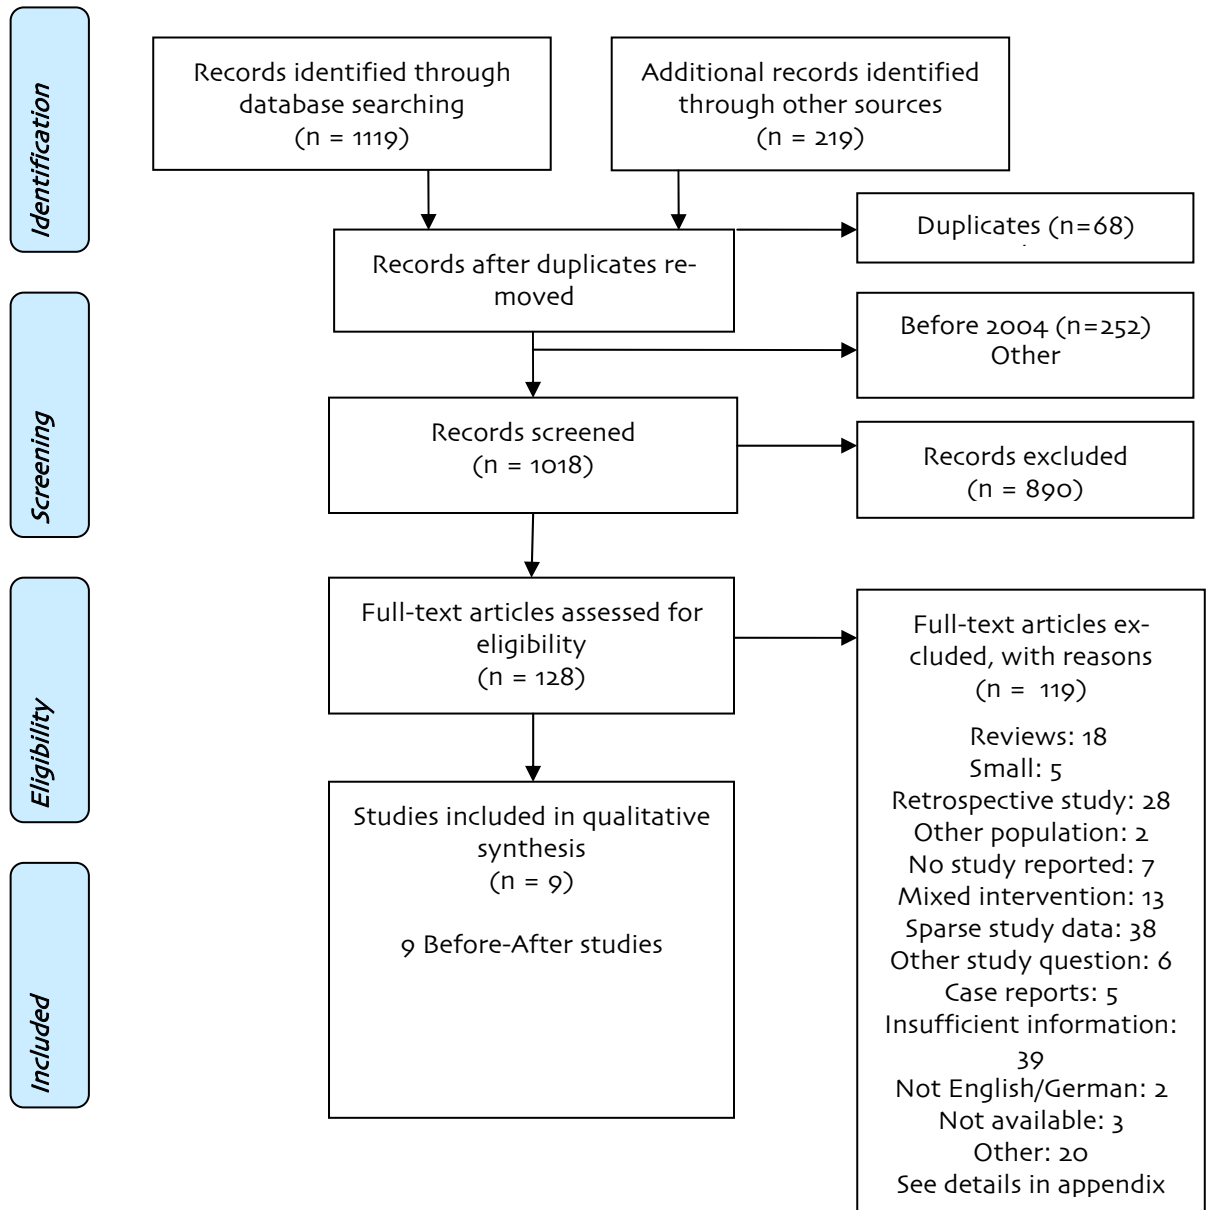 Identification
Records identified through
database searching
(n = 1119)
Additional records identified
through other sources
(n = 219)
Duplicates (n=68)
Records after duplicates re-
moved
Screening
Before 2004 (n=252)
Other
Records screened
(n = 1018)
Records excluded
(n = 890)
Eligibility
Full-text articles assessed for
eligibility
(n = 128)
Full-text articles ex-
cluded, with reasons
(n = 119)
Reviews: 18
Small: 5
Retrospective study: 28
Other population: 2
No study reported: 7
Mixed intervention: 13
Sparse study data: 38
Other study question: 6
Case reports: 5
Insufficient information:
39
Not English/German: 2
Not available: 3
Other: 20
See details in appendix
Included
Studies included in qualitative
synthesis
(n = 9)
9 Before-After studies